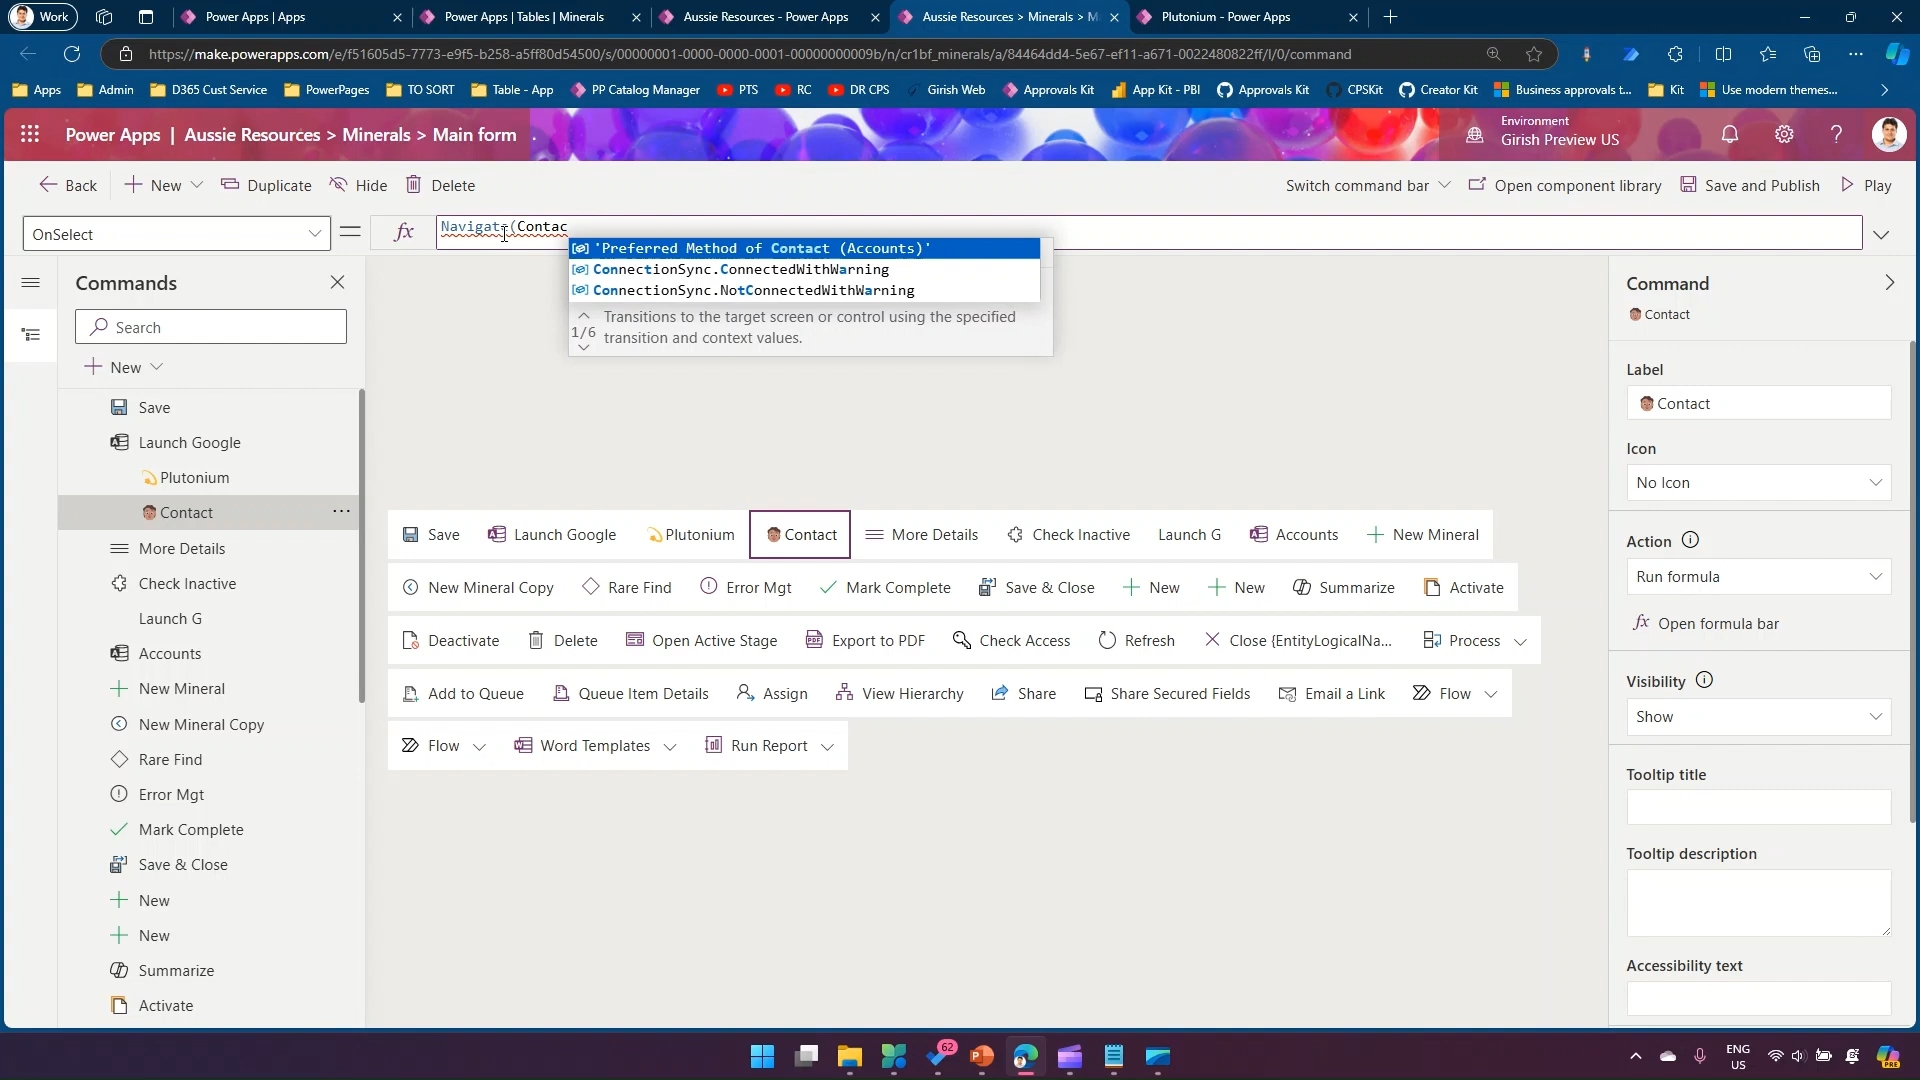 Work
Power Apps | Apps
Power Apps | Tables | Minerals
Aussie Resources - Power Apps
Aussie Resources > Minerals > M
Plutonium - Power Apps
https://make.powerapps.com/e/f51605d5-7773-e9f5-b258-a5ff80d54500/s/00000001-0000-0000-0001-00000000009b/n/cr1bf_minerals/a/84464dd4-5e67-ef11-a671-0022480822ff/l/0/command
Apps
Admin
D365 Cust Service
PowerPages
TO SORT
Table - App
PP Catalog Manager
PTS
RC
DR CPS
Girish Web
Approvals Kit
App Kit - PBI
Approvals Kit
CPSKit
Creator Kit
Business approvals t...
Kit
Use modern themes...
Power Apps | Aussie Resources > Minerals > Main form
Environment
Girish Preview US
Back
New
Duplicate
Hide
Delete
Switch command bar
Open component library
Save and Publish
Play
OnSelect
fx
Navigate(Contac
'Preferred Method of Contact (Accounts)'
ConnectionSync.ConnectedWithWarning
ConnectionSync.NotConnectedWithWarning
1/6
Transitions to the target screen or control using the specified
transition and context values.
Commands
Search
New
Save
Launch Google
Plutonium
Contact
More Details
Check Inactive
Launch G
Accounts
New Mineral
New Mineral Copy
Rare Find
Error Mgt
Mark Complete
Save & Close
New
New
Summarize
Activate
Save
Launch Google
Plutonium
Contact
More Details
Check Inactive
Launch G
Accounts
New Mineral
New Mineral Copy
Rare Find
Error Mgt
Mark Complete
Save & Close
New
New
Summarize
Activate
Deactivate
Delete
Open Active Stage
Export to PDF
Check Access
Refresh
Close {EntityLogicalNa...
Process
Add to Queue
Queue Item Details
Assign
View Hierarchy
Share
Share Secured Fields
Email a Link
Flow
Flow
Word Templates
Run Report
Command
Contact
Label
Contact
Icon
No Icon
Action
Run formula
fx Open formula bar
Visibility
Show
Tooltip title
Tooltip description
Accessibility text
62
ENG
US